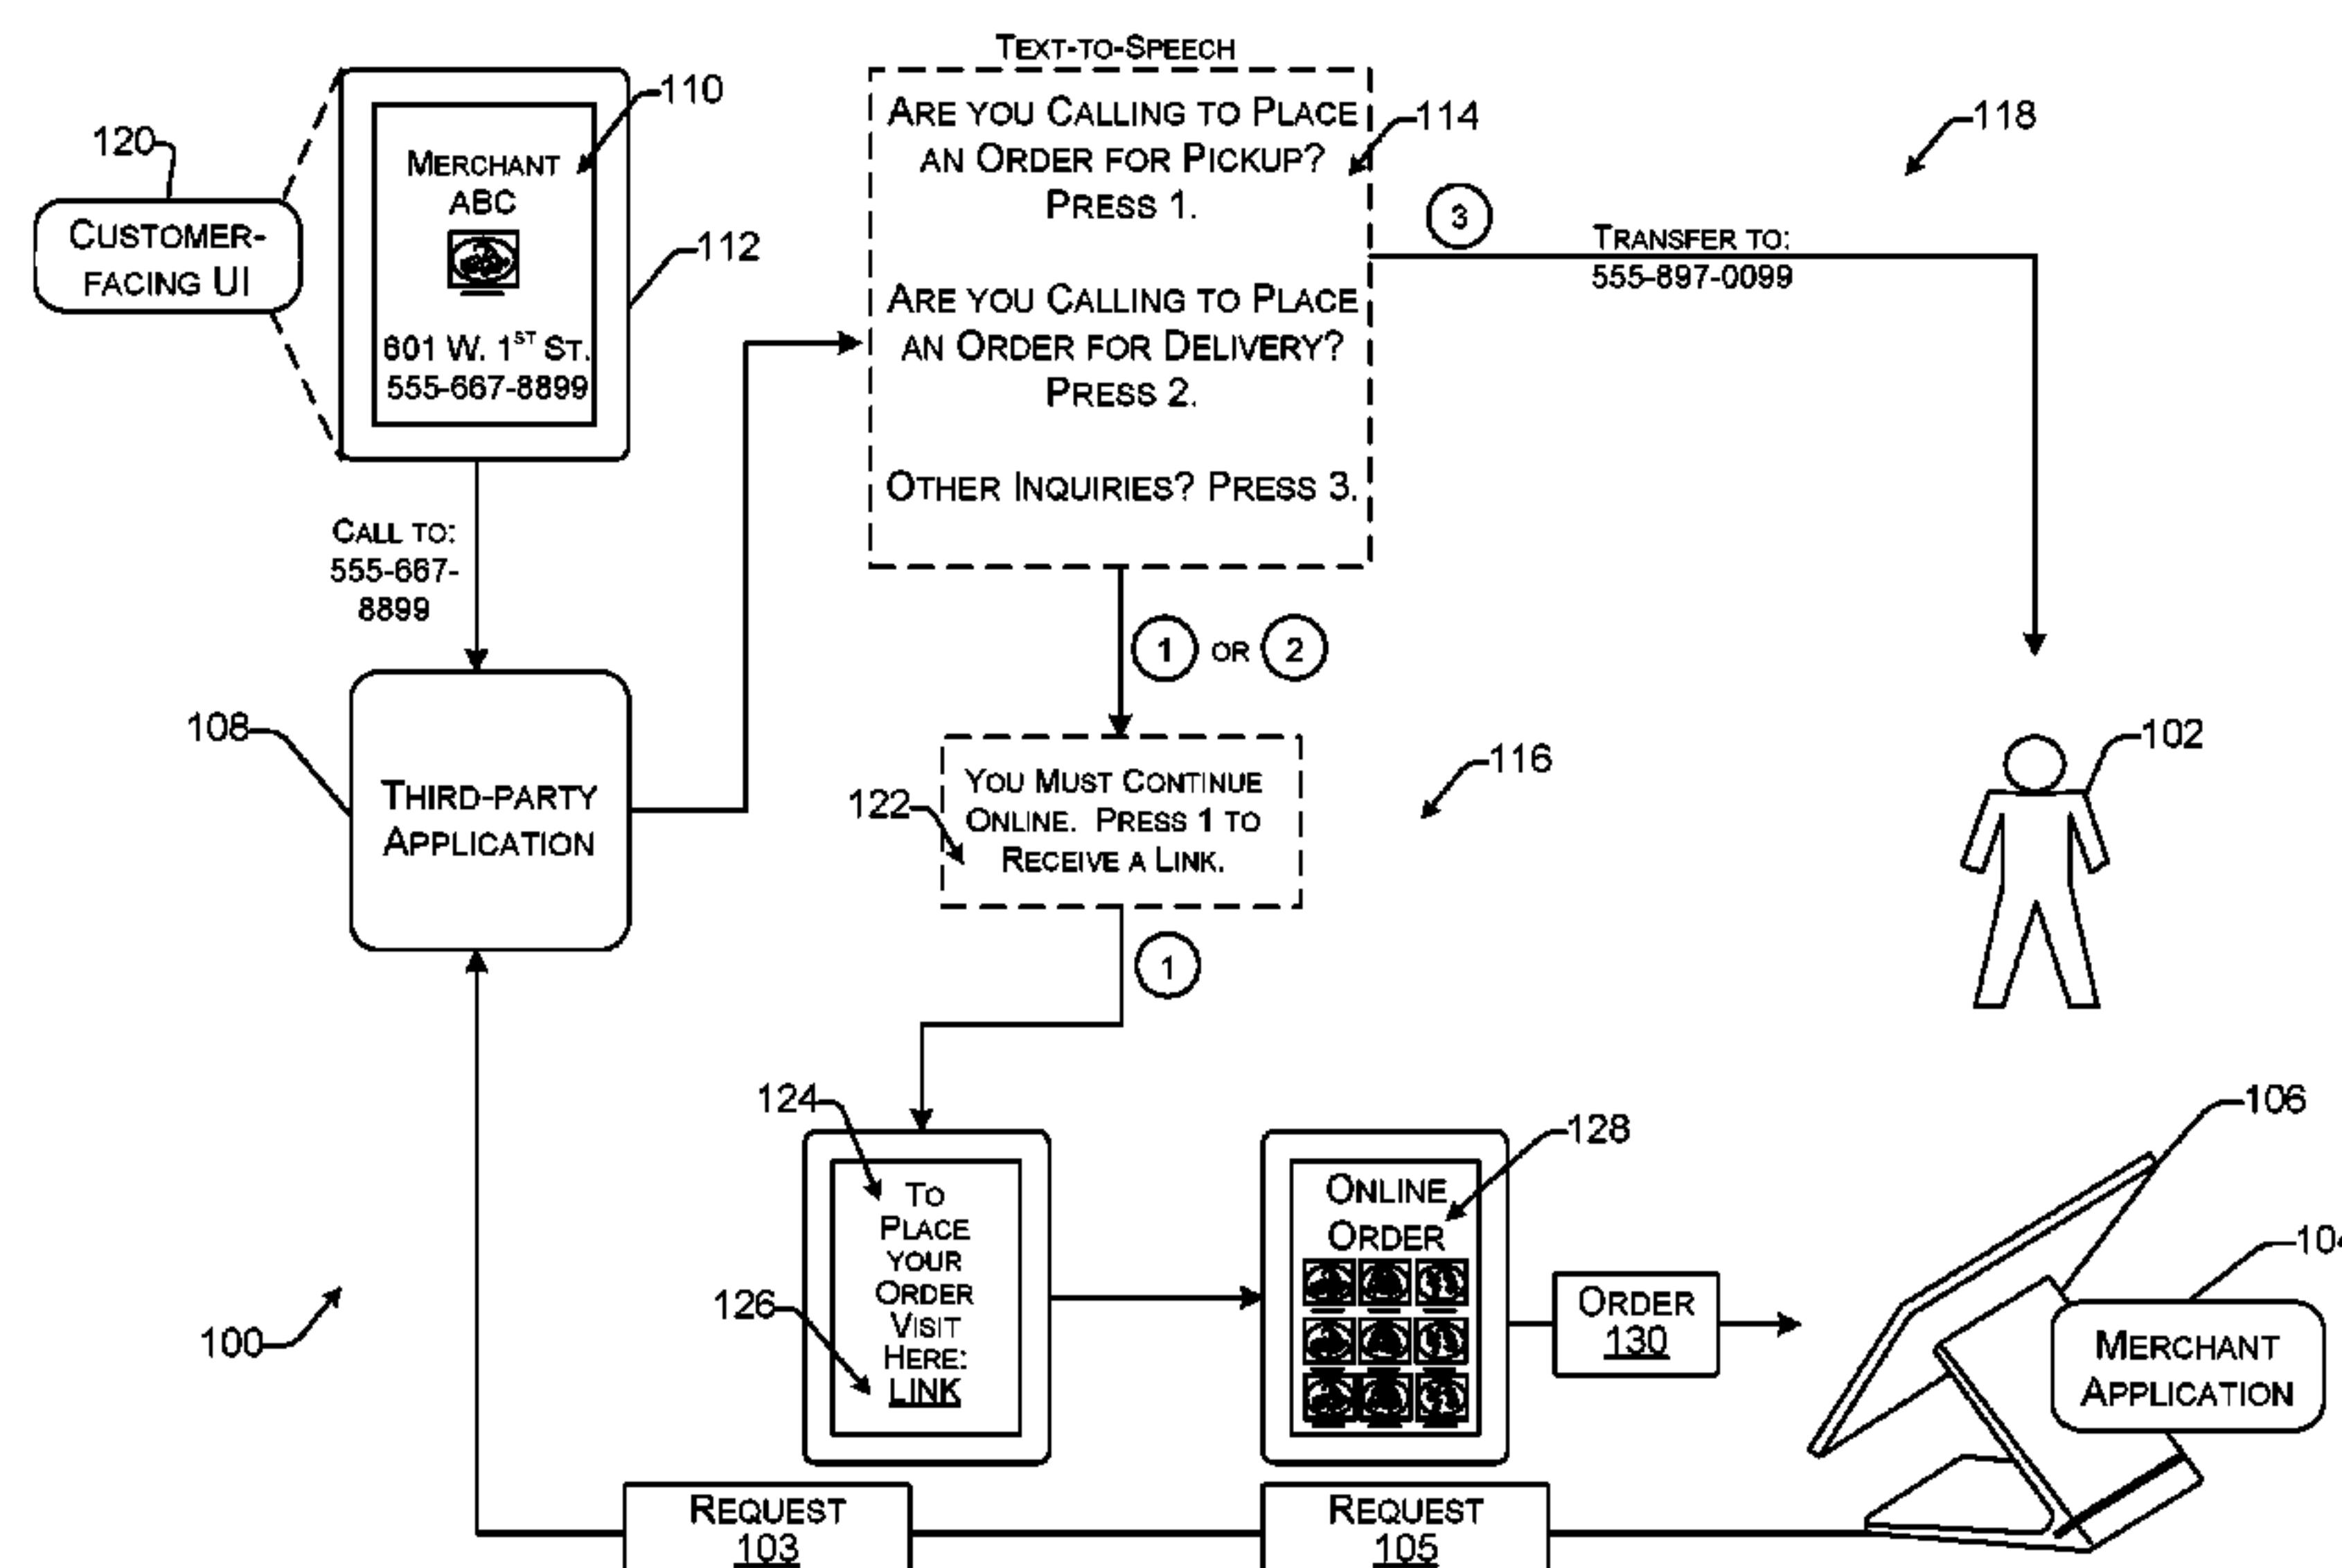 TEXT-TO-SPEECH
110
120
CUSTOMER-
FACING UI
MERCHANT
ABC
601 W. 1ST ST.
555-667-8899
112
ARE YOU CALLING TO PLACE
AN ORDER FOR PICKUP?
PRESS 1.
ARE YOU CALLING TO PLACE
AN ORDER FOR DELIVERY?
PRESS 2.
OTHER INQUIRIES? PRESS 3.
114
118
3
TRANSFER TO:
555-897-0099
CALL TO:
555-667-
8899
1 OR 2
108
THIRD-PARTY
APPLICATION
122
YOU MUST CONTINUE
ONLINE. PRESS 1 TO
RECEIVE A LINK.
116
102
1
124
TO
PLACE
YOUR
ORDER
VISIT
HERE:
LINK
126
128
ONLINE
ORDER
ORDER
130
106
MERCHANT
APPLICATION
100
REQUEST
103
REQUEST
105